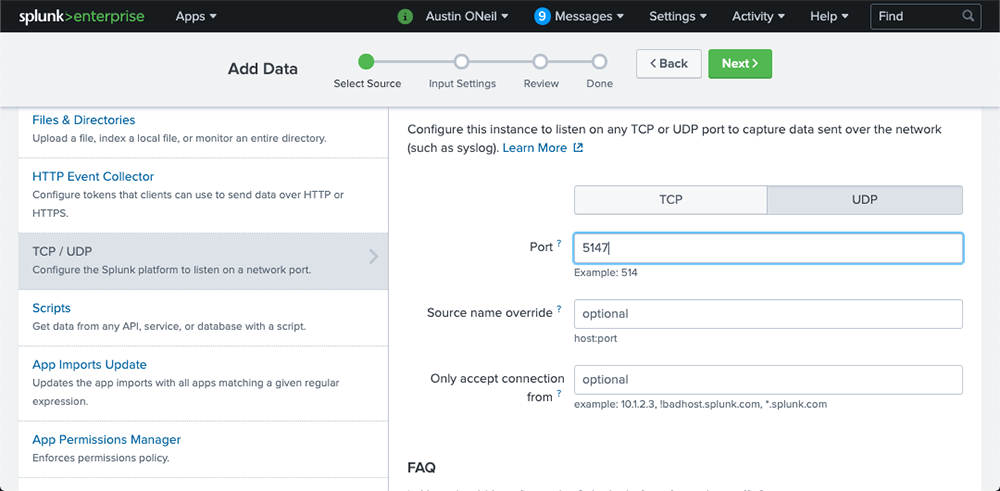 splunk>enterprise Apps i Austin ONeil 9 Messages Settings Activity Help Find
Add Data
Select Source Input Settings Review Done
< Back Next >
Files & Directories
Upload a file, index a local file, or monitor an entire directory.
HTTP Event Collector
Configure tokens that clients can use to send data over HTTP or
HTTPS.
TCP / UDP
Configure the Splunk platform to listen on a network port.
Scripts
Get data from any API, service, or database with a script.
App Imports Update
Updates the app imports with all apps matching a given regular
expression.
App Permissions Manager
Enforces permissions policy.
Configure this instance to listen on any TCP or UDP port to capture data sent over the network
(such as syslog). Learn More
TCP UDP
Port ? 5147
Example: 514
Source name override ? optional
host:port
Only accept connection
from ? optional
example: 10.1.2.3, !badhost.splunk.com, *.splunk.com
FAQ